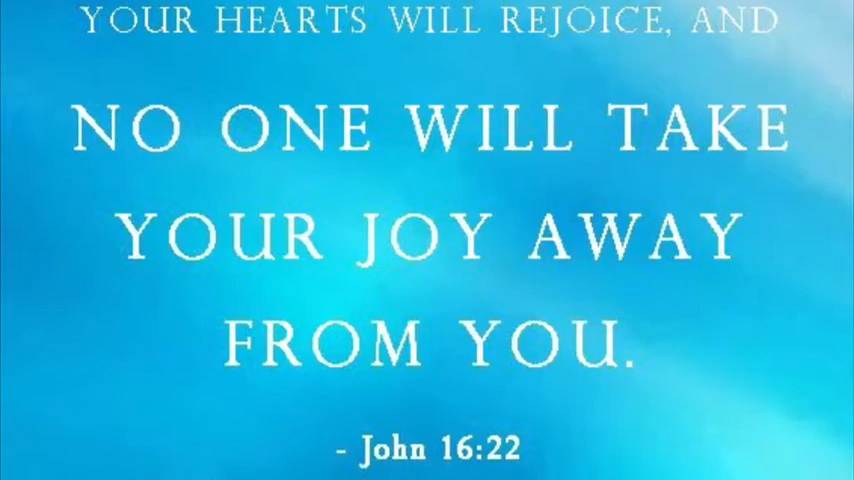 YOUR HEARTS WILL REJOICE, AND
NO ONE WILL TAKE
YOUR JOY AWAY
FROM YOU.
- John 16:22